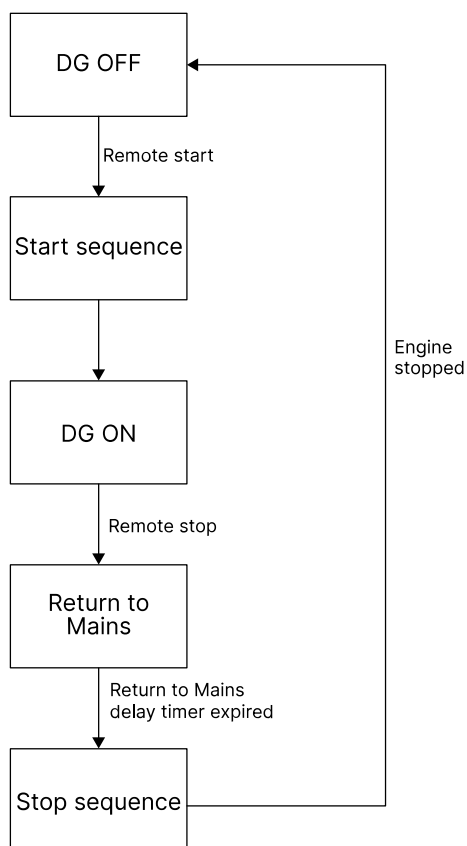 DG OFF
Remote start
Start sequence
Engine
stopped
DG ON
Remote stop
Return to
Mains
Return to Mains
delay timer expired
Stop sequence